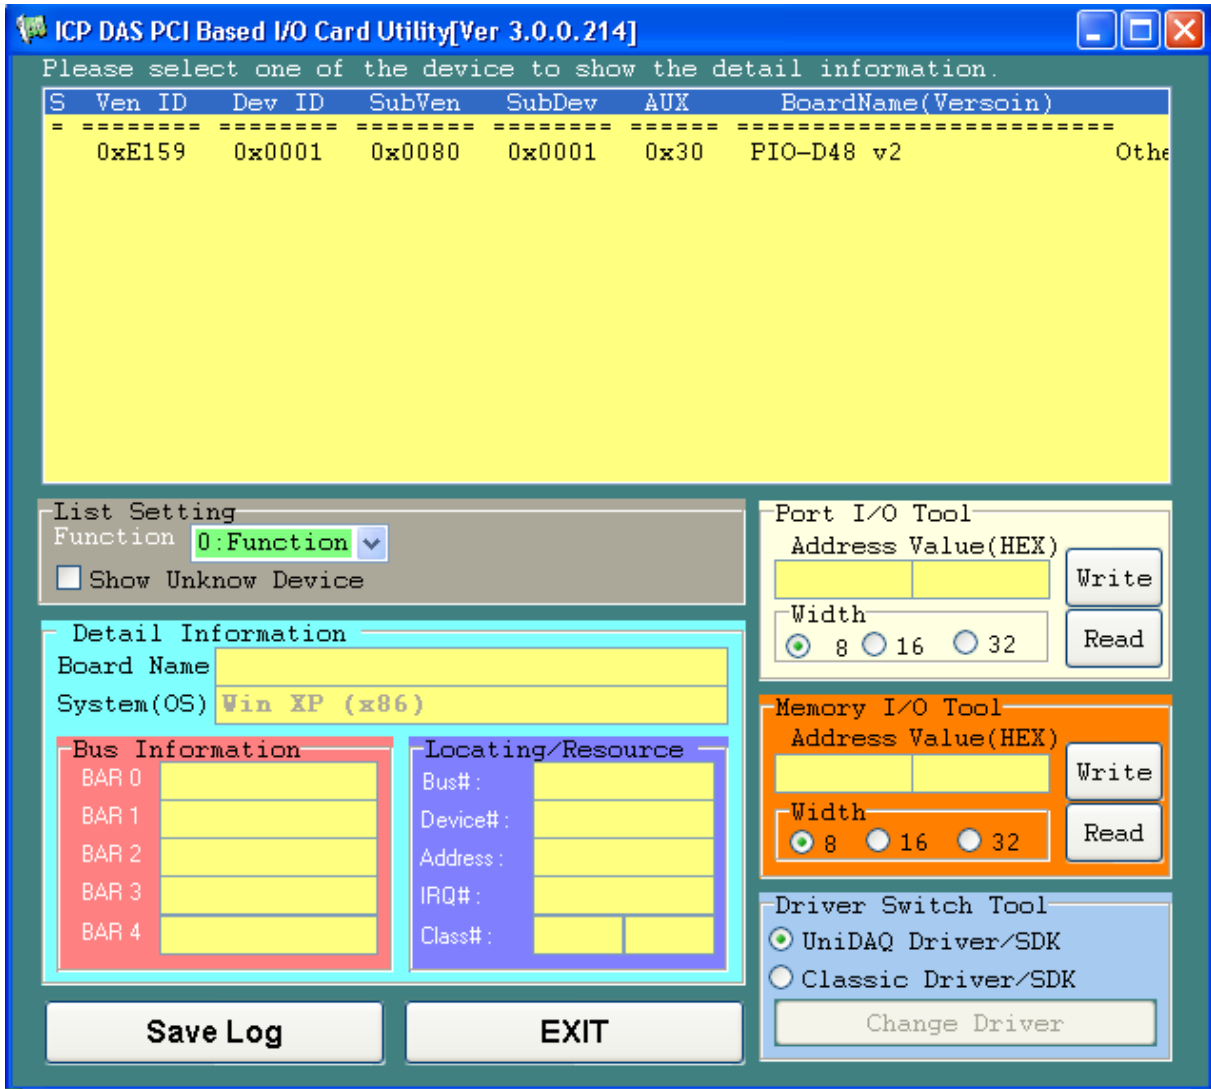 ICP DAS PCI Based I/O Card Utility[Ver 3.0.0.214]
Please select one of the device to show the detail information.
S Ven ID Dev ID SubVen SubDev AUX BoardName(Versoin)
= ======== ======== ======== ======== ====== =========================
0xE159 0x0001 0x0080 0x0001 0x30 PIO-D48 v2 Othe
List Setting
Function 0:Function
Show Unknow Device
Detail Information
Board Name
System(OS) Win XP (x86)
Bus Information
BAR 0
BAR 1
BAR 2
BAR 3
BAR 4
Locating/Resource
Bus# :
Device# :
Address :
IRQ# :
Class# :
Save Log
EXIT
Port I/O Tool
Address Value(HEX)
Write
Width
8 16 32
Read
Memory I/O Tool
Address Value(HEX)
Write
Width
8 16 32
Read
Driver Switch Tool
UniDAQ Driver/SDK
Classic Driver/SDK
Change Driver